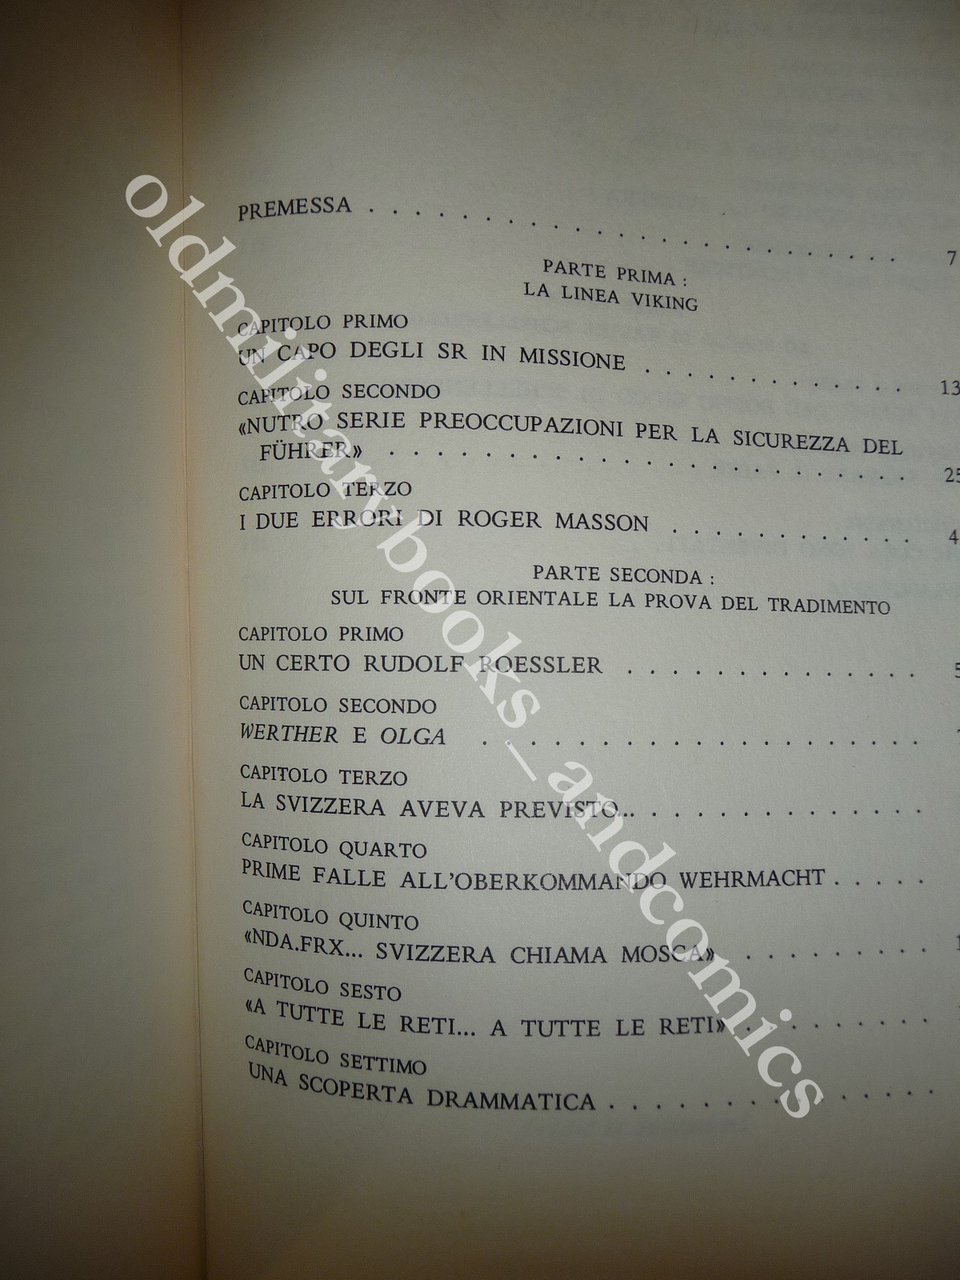 PREMESSA . . . . . . . . . . . . . . . . . . 7
PARTE PRIMA :
LA LINEA VIKING
CAPITOLO PRIMO
UN CAPO DEGLI SR IN MISSIONE . . . . . . . . . . 13
CAPITOLO SECONDO
«NUTRO SERIE PREOCCUPAZIONI PER LA SICUREZZA DEL
FÜHRER» . . . . . . . . . . . . . . . . 25
CAPITOLO TERZO
I DUE ERRORI DI ROGER MASSON . . . . . . . . . 4
PARTE SECONDA :
SUL FRONTE ORIENTALE LA PROVA DEL TRADIMENTO
CAPITOLO PRIMO
UN CERTO RUDOLF ROESSLER . . . . . . . . . . .
CAPITOLO SECONDO
WERTHER E OLGA . . . . . . . . . . . . . . .
CAPITOLO TERZO
LA SVIZZERA AVEVA PREVISTO... . . . . . . . . . .
CAPITOLO QUARTO
PRIME FALLE ALL'OBERKOMMANDO WEHRMACHT . . . . .
CAPITOLO QUINTO
«NDA.FRX... SVIZZERA CHIAMA MOSCA» . . . . . . . .
CAPITOLO SESTO
«A TUTTE LE RETI... A TUTTE LE RETI» . . . . . . . .
CAPITOLO SETTIMO
UNA SCOPERTA DRAMMATICA . . . . . . . . . . . .
oldmilitarybooks_andcomics